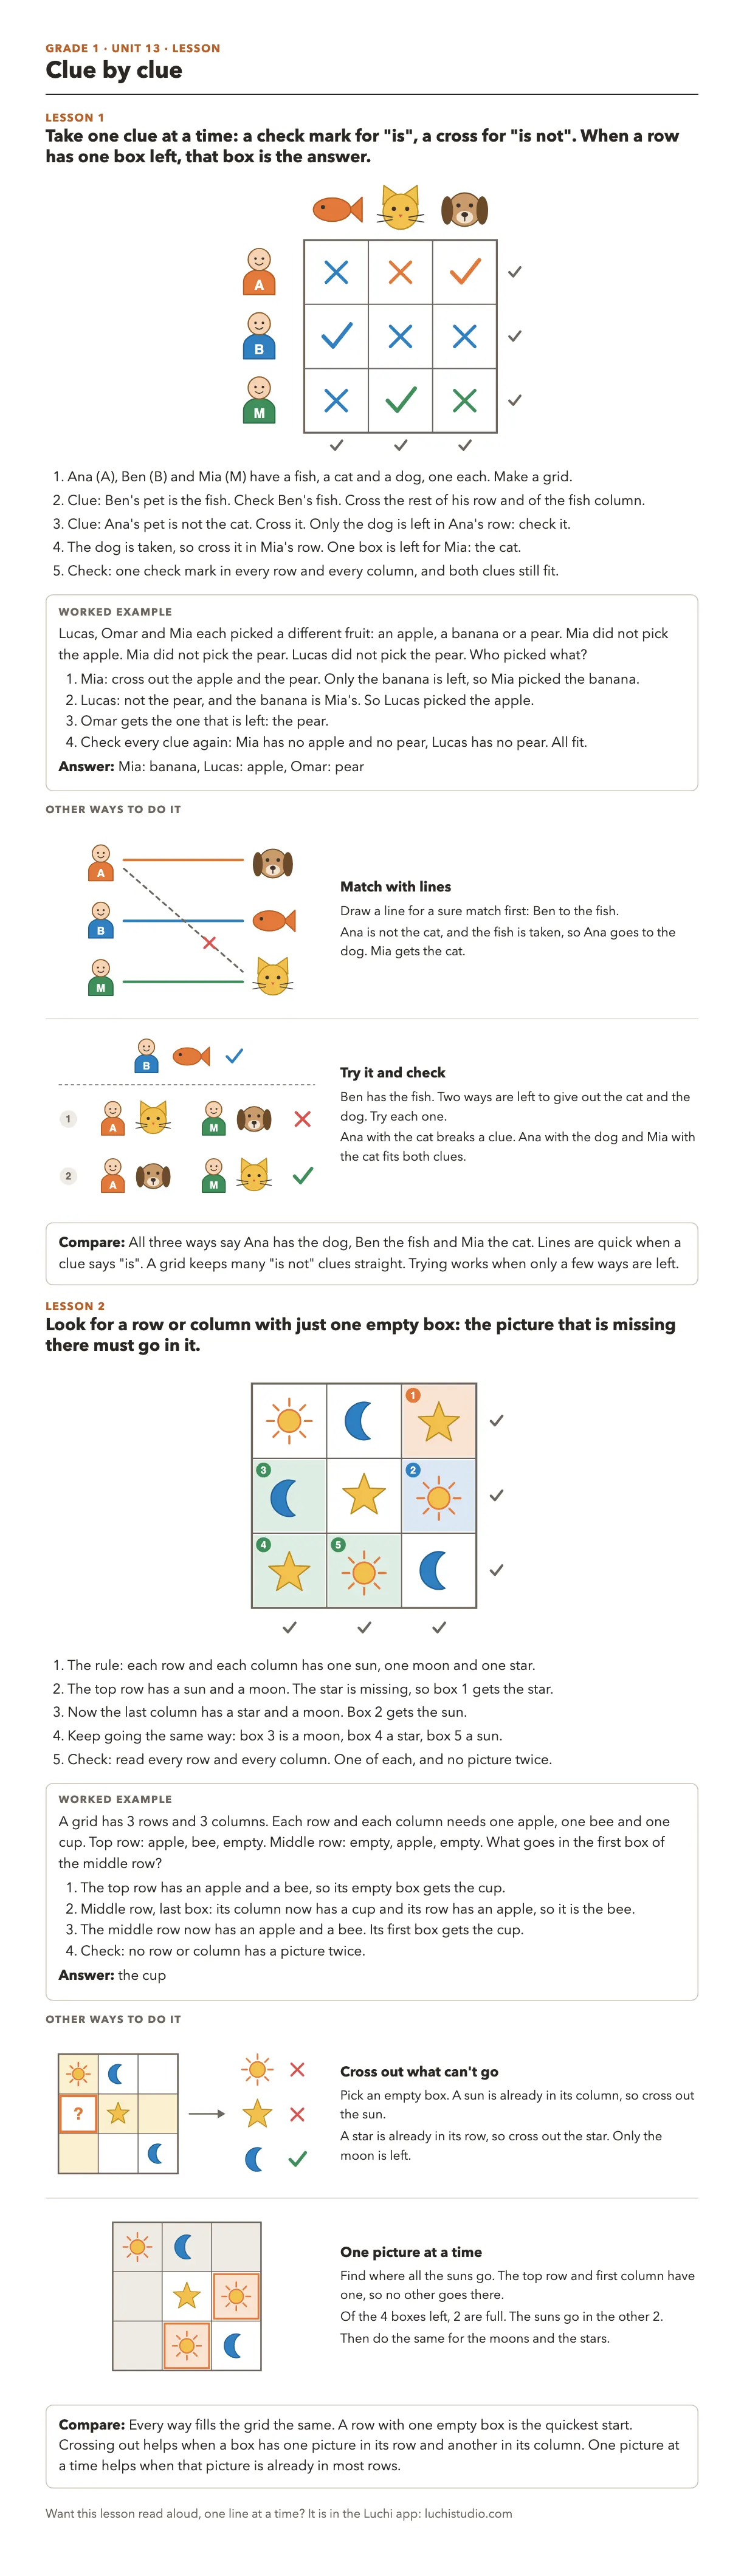 GRADE 1 · UNIT 13 · LESSON
Clue by clue
LESSON 1
Take one clue at a time: a check mark for "is", a cross for "is not". When a row
has one box left, that box is the answer.
A
B
M
1. Ana (A), Ben (B) and Mia (M) have a fish, a cat and a dog, one each. Make a grid.
2. Clue: Ben's pet is the fish. Check Ben's fish. Cross the rest of his row and of the fish column.
3. Clue: Ana's pet is not the cat. Cross it. Only the dog is left in Ana's row: check it.
4. The dog is taken, so cross it in Mia's row. One box is left for Mia: the cat.
5. Check: one check mark in every row and every column, and both clues still fit.
WORKED EXAMPLE
Lucas, Omar and Mia each picked a different fruit: an apple, a banana or a pear. Mia did not pick
the apple. Mia did not pick the pear. Lucas did not pick the pear. Who picked what?
1. Mia: cross out the apple and the pear. Only the banana is left, so Mia picked the banana.
2. Lucas: not the pear, and the banana is Mia's. So Lucas picked the apple.
3. Omar gets the one that is left: the pear.
4. Check every clue again: Mia has no apple and no pear, Lucas has no pear. All fit.
Answer: Mia: banana, Lucas: apple, Omar: pear
OTHER WAYS TO DO IT
A
B
M
Match with lines
Draw a line for a sure match first: Ben to the fish.
Ana is not the cat, and the fish is taken, so Ana goes to the
dog. Mia gets the cat.
B
1 A M
2 A M
Try it and check
Ben has the fish. Two ways are left to give out the cat and the
dog. Try each one.
Ana with the cat breaks a clue. Ana with the dog and Mia with
the cat fits both clues.
Compare: All three ways say Ana has the dog, Ben the fish and Mia the cat. Lines are quick when a
clue says "is". A grid keeps many "is not" clues straight. Trying works when only a few ways are left.
LESSON 2
Look for a row or column with just one empty box: the picture that is missing
there must go in it.
1
3 2
4 5
1. The rule: each row and each column has one sun, one moon and one star.
2. The top row has a sun and a moon. The star is missing, so box 1 gets the star.
3. Now the last column has a star and a moon. Box 2 gets the sun.
4. Keep going the same way: box 3 is a moon, box 4 a star, box 5 a sun.
5. Check: read every row and every column. One of each, and no picture twice.
WORKED EXAMPLE
A grid has 3 rows and 3 columns. Each row and each column needs one apple, one bee and one
cup. Top row: apple, bee, empty. Middle row: empty, apple, empty. What goes in the first box of
the middle row?
1. The top row has an apple and a bee, so its empty box gets the cup.
2. Middle row, last box: its column now has a cup and its row has an apple, so it is the bee.
3. The middle row now has an apple and a bee. Its first box gets the cup.
4. Check: no row or column has a picture twice.
Answer: the cup
OTHER WAYS TO DO IT
?
Cross out what can't go
Pick an empty box. A sun is already in its column, so cross out
the sun.
A star is already in its row, so cross out the star. Only the
moon is left.
One picture at a time
Find where all the suns go. The top row and first column have
one, so no other goes there.
Of the 4 boxes left, 2 are full. The suns go in the other 2.
Then do the same for the moons and the stars.
Compare: Every way fills the grid the same. A row with one empty box is the quickest start.
Crossing out helps when a box has one picture in its row and another in its column. One picture at
a time helps when that picture is already in most rows.
Want this lesson read aloud, one line at a time? It is in the Luchi app: luchistudio.com